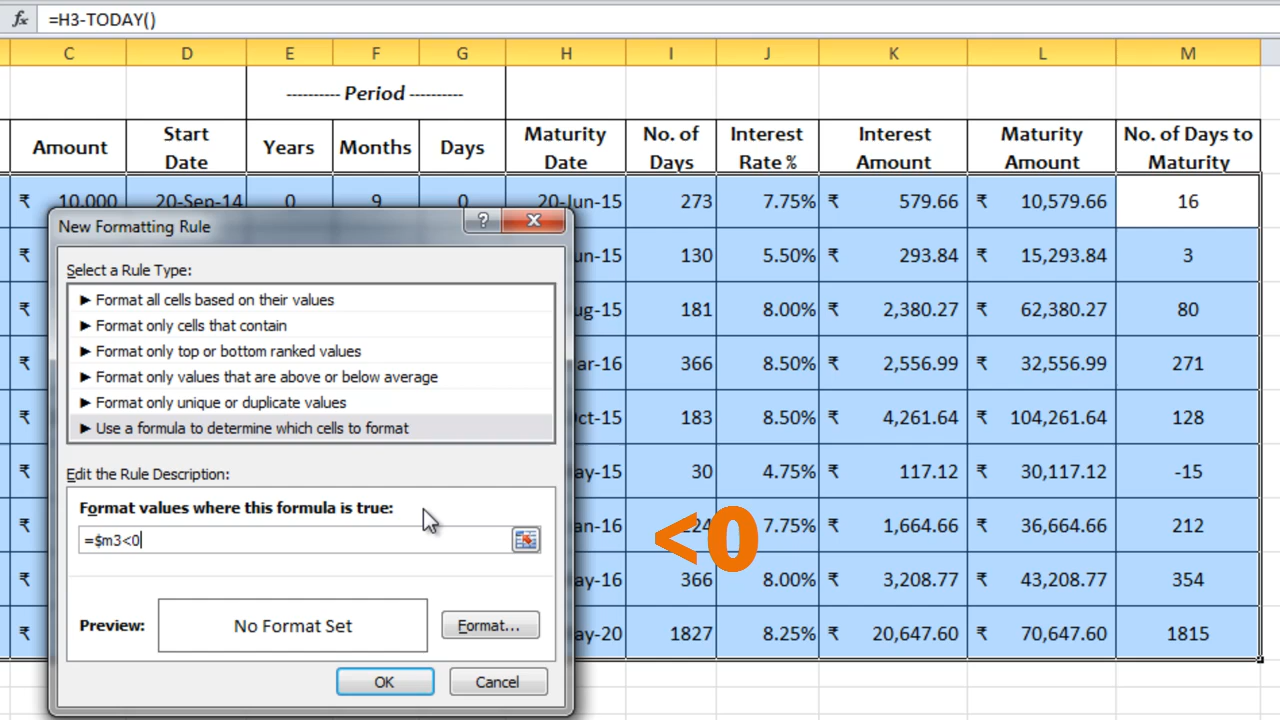 fx =H3-TODAY()
C D E F G H I J K L M
---------- Period ----------
Amount Start Date Years Months Days Maturity Date No. of Days Interest Rate % Interest Amount Maturity Amount No. of Days to Maturity
₹ 10,000 20-Sep-14 0 9 0 20-Jun-15 273 7.75% ₹ 579.66 ₹ 10,579.66 16
New Formatting Rule ?
₹ un-15 130 5.50% ₹ 293.84 ₹ 15,293.84 3
Select a Rule Type:
► Format all cells based on their values
₹ ug-15 181 8.00% ₹ 2,380.27 ₹ 62,380.27 80
► Format only cells that contain
► Format only top or bottom ranked values
₹ ar-16 366 8.50% ₹ 2,556.99 ₹ 32,556.99 271
► Format only values that are above or below average
► Format only unique or duplicate values
₹ ct-15 183 8.50% ₹ 4,261.64 ₹ 104,261.64 128
► Use a formula to determine which cells to format
Edit the Rule Description:
₹ ay-15 30 4.75% ₹ 117.12 ₹ 30,117.12 -15
Format values where this formula is true:
₹ an-16 24 7.75% ₹ 1,664.66 ₹ 36,664.66 212
=$m3<0
<0
₹ ay-16 366 8.00% ₹ 3,208.77 ₹ 43,208.77 354
Preview: No Format Set Format...
₹ ay-20 1827 8.25% ₹ 20,647.60 ₹ 70,647.60 1815
OK Cancel